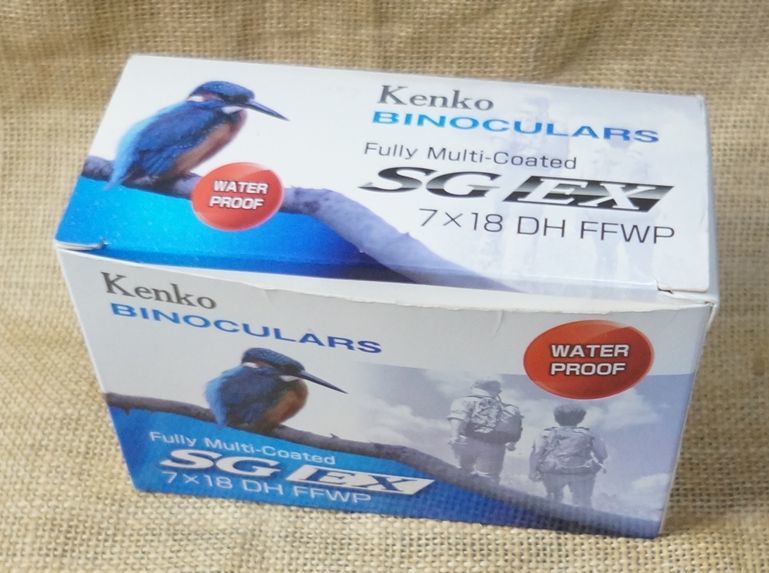 Kenko
BINOCULARS
Fully Multi-Coated
SG EX
7×18 DH FFWP
WATER
PROOF
Kenko
BINOCULARS
WATER
PROOF
Fully Multi-Coated
SG EX
7×18 DH FFWP